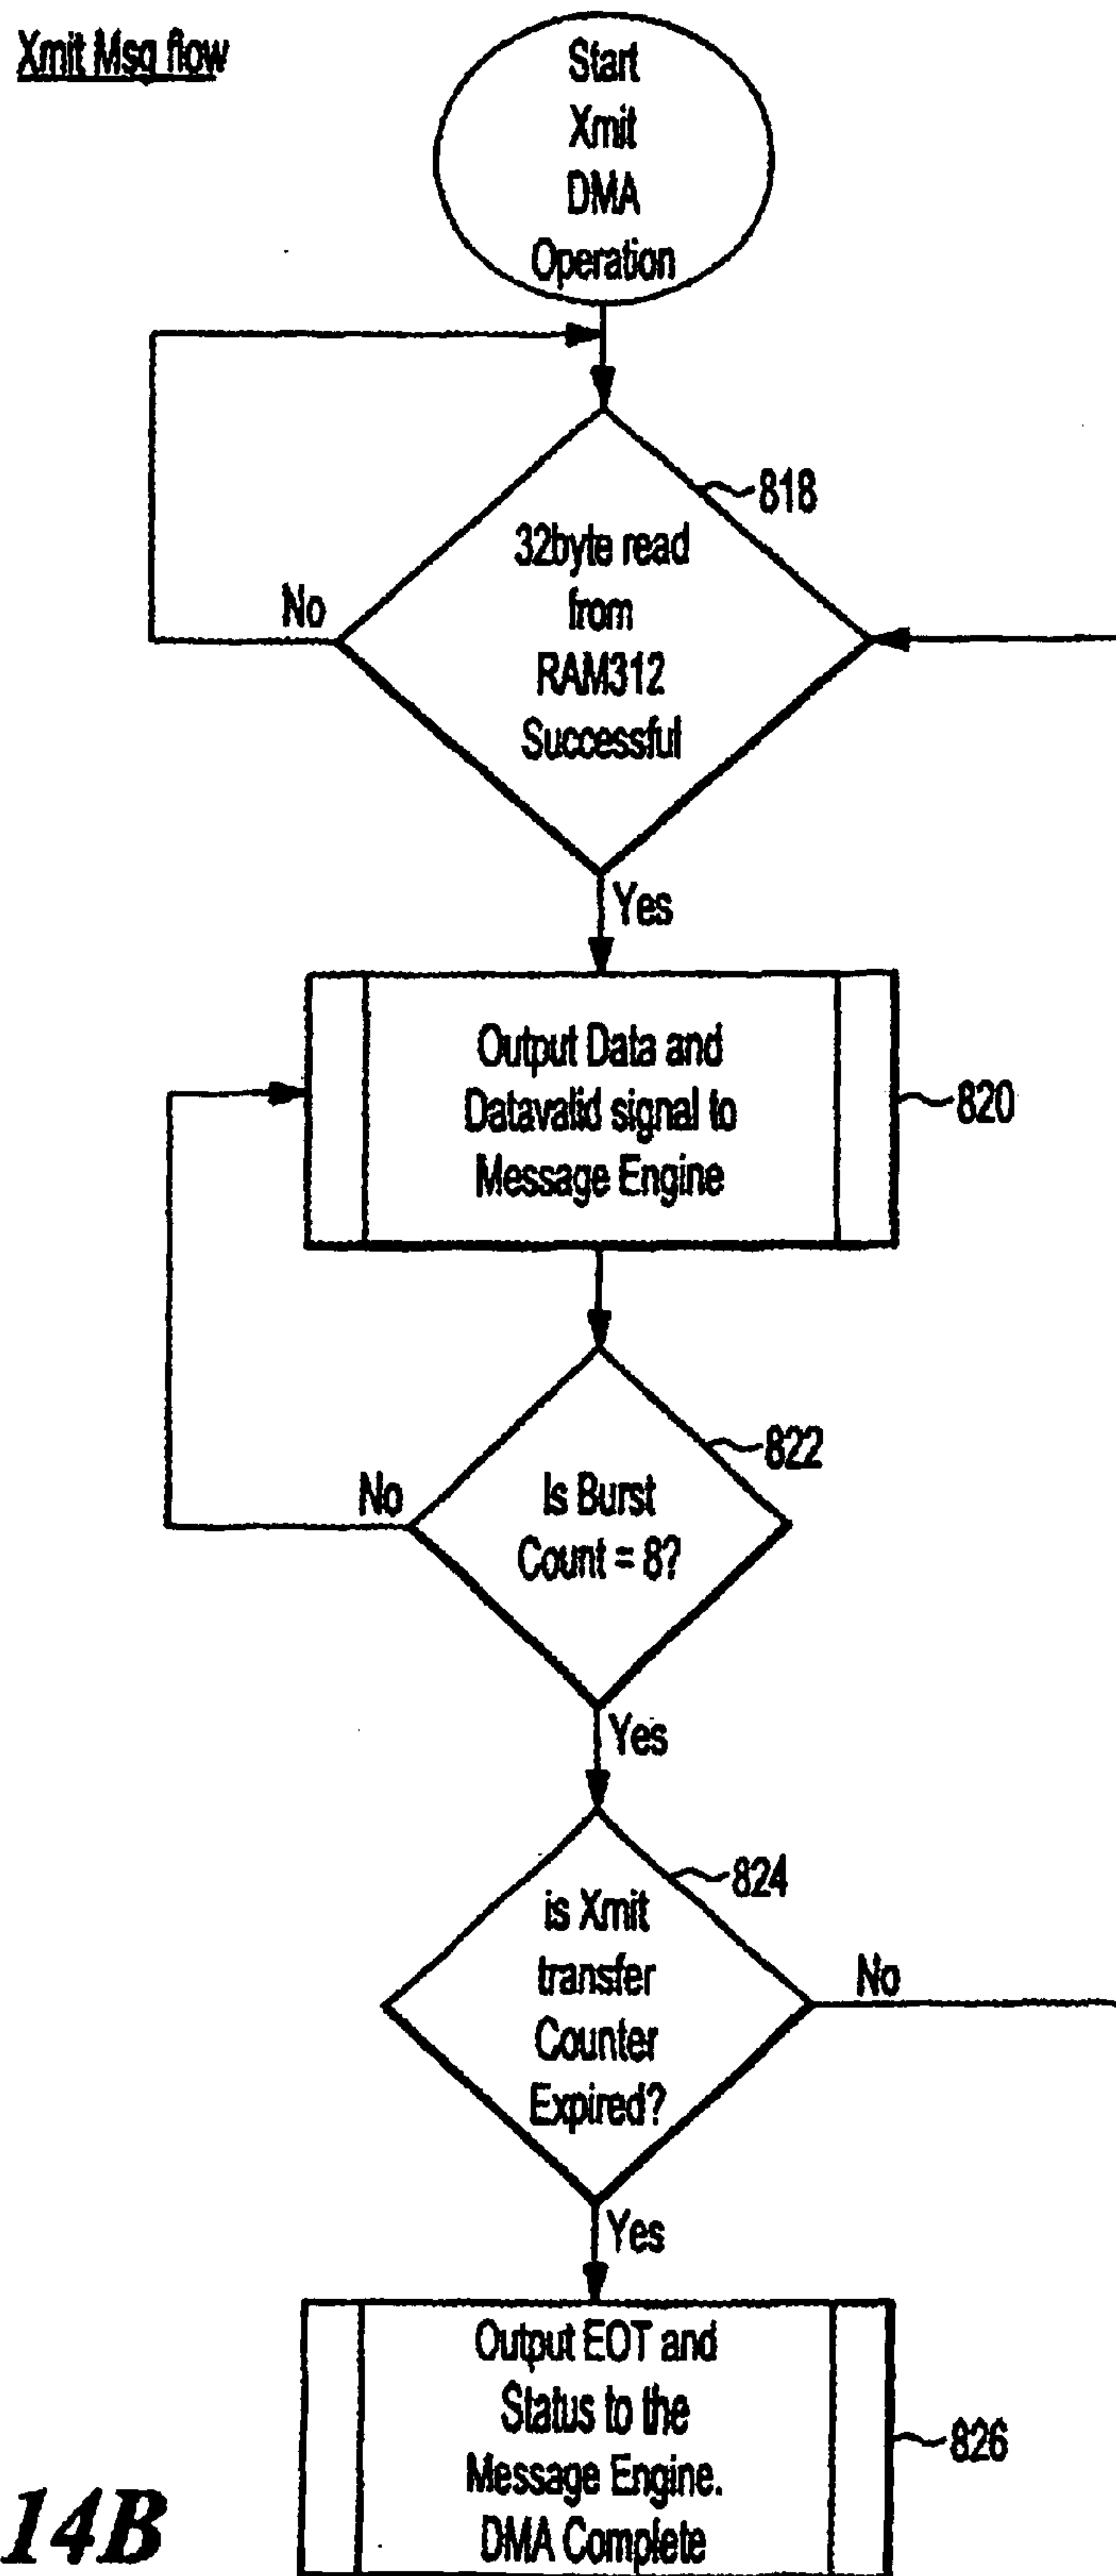 Xmit Msg flow
Start
Xmit
DMA
Operation
818
32byte read
from
RAM312
Successful
No
Yes
Output Data and
Datavalid signal to
Message Engine
820
822
Is Burst
Count = 8?
No
Yes
824
is Xmit
transfer
Counter
Expired?
No
Yes
Output EOT and
Status to the
Message Engine.
DMA Complete
826
14B